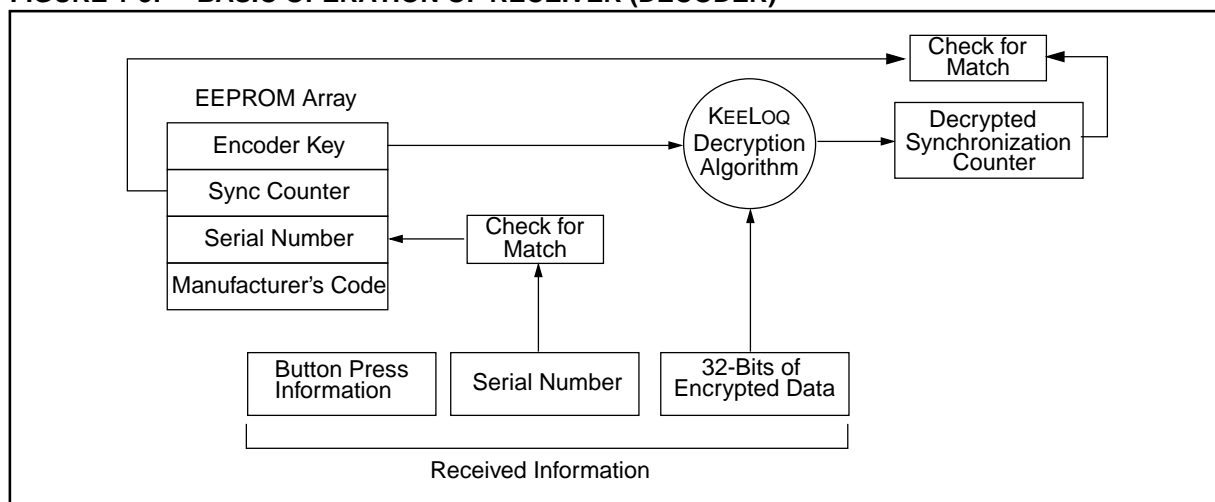 FIGURE 1-3: BASIC OPERATION OF RECEIVER (DECODER)
Check for
Match
EEPROM Array
Encoder Key
Sync Counter
Serial Number
Manufacturer's Code
KEELOQ
Decryption
Algorithm
Decrypted
Synchronization
Counter
Check for
Match
Button Press
Information
Serial Number
32-Bits of
Encrypted Data
Received Information